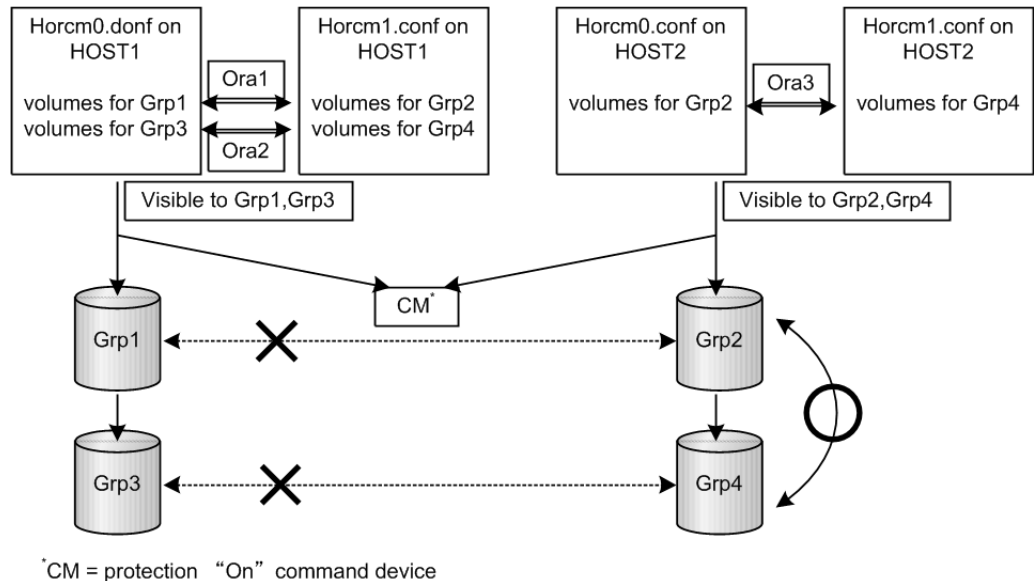 Horcm0.donf on
HOST1
volumes for Grp1
volumes for Grp3
Ora1
Ora2
Horcm1.conf on
HOST1
volumes for Grp2
volumes for Grp4
Horcm0.conf on
HOST2
volumes for Grp2
Ora3
Horcm1.conf on
HOST2
volumes for Grp4
Visible to Grp1,Grp3
Visible to Grp2,Grp4
CM*
Grp1
Grp2
Grp3
Grp4
*CM = protection “On” command device